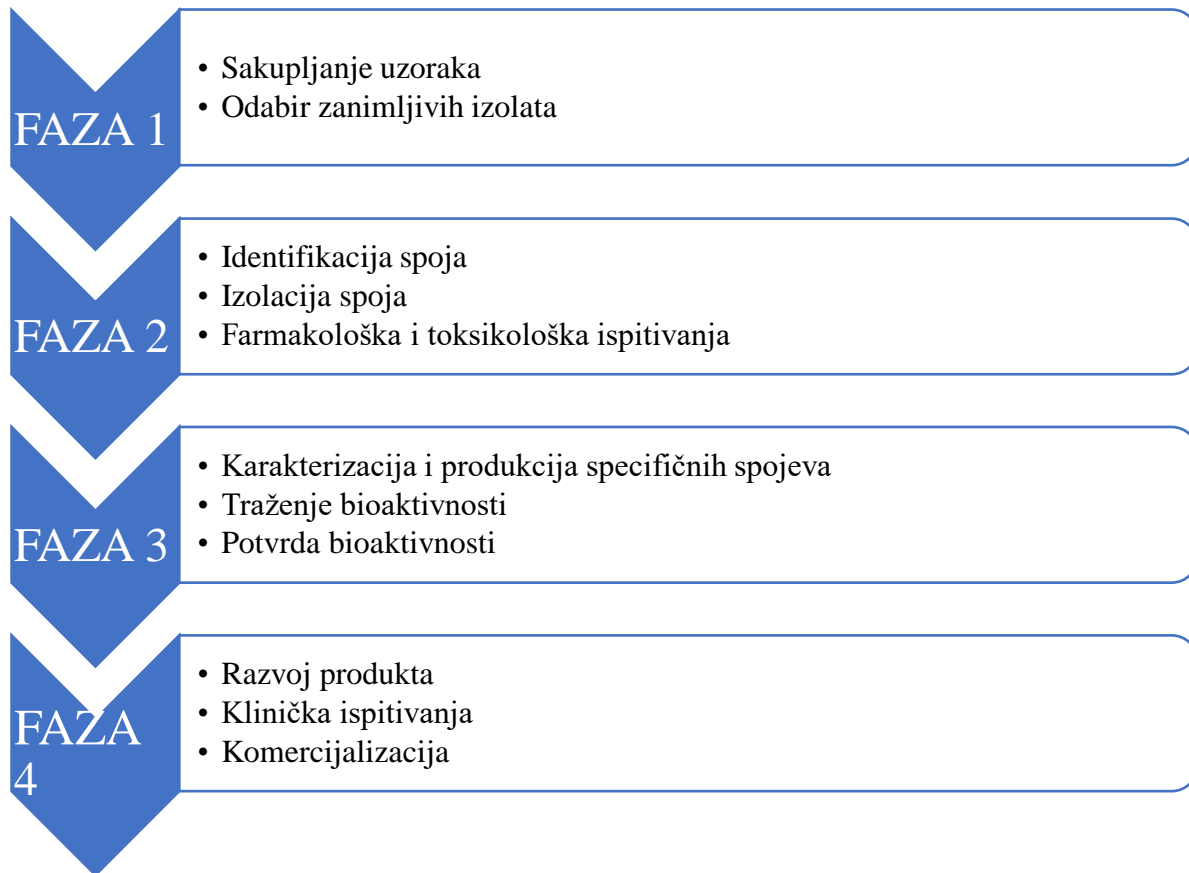 FAZA 1
• Sakupljanje uzoraka
• Odabir zanimljivih izolata
FAZA 2
• Identifikacija spoja
• Izolacija spoja
• Farmakološka i toksikološka ispitivanja
FAZA 3
• Karakterizacija i produkcija specifičnih spojeva
• Traženje bioaktivnosti
• Potvrda bioaktivnosti
FAZA
4
• Razvoj produkta
• Klinička ispitivanja
• Komercijalizacija